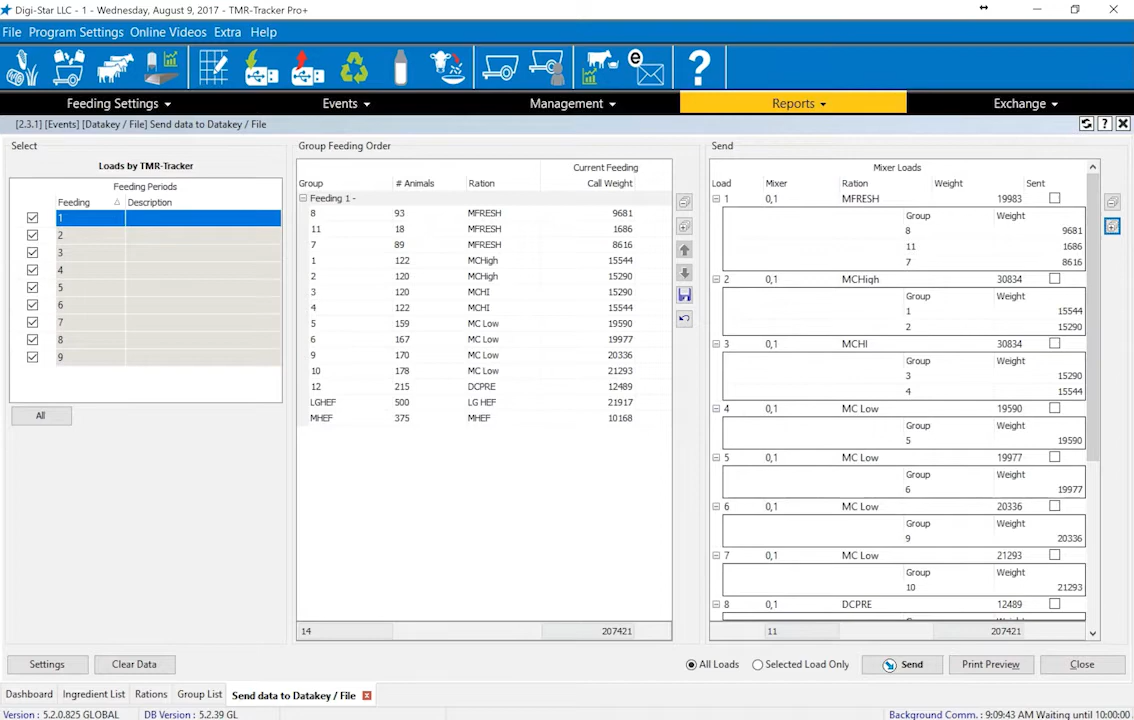 Digi-Star LLC - 1 - Wednesday, August 9, 2017 - TMR-Tracker Pro+
File Program Settings Online Videos Extra Help
e ?
Feeding Settings Events Management Reports Exchange
[2.3.1] [Events] [Datakey / File] Send data to Datakey / File
Select
Loads by TMR-Tracker
Feeding Periods
Feeding Description
1
2
3
4
5
6
7
8
9
All
Group Feeding Order
Current Feeding
Group # Animals Ration Call Weight
Feeding 1 -
8 93 MFRESH 9681
11 18 MFRESH 1686
7 89 MFRESH 8616
1 122 MCHigh 15544
2 120 MCHigh 15290
3 120 MCHI 15290
4 122 MCHI 15544
5 159 MC Low 19590
6 167 MC Low 19977
9 170 MC Low 20336
10 178 MC Low 21293
12 215 DCPRE 12489
LGHEF 500 LG HEF 21917
MHEF 375 MHEF 10168
14 207421
Send
Mixer Loads
Load Mixer Ration Weight Sent
1 0,1 MFRESH 19983
Group Weight
8 9681
11 1686
7 8616
2 0,1 MCHigh 30834
Group Weight
1 15544
2 15290
3 0,1 MCHI 30834
Group Weight
3 15290
4 15544
4 0,1 MC Low 19590
Group Weight
5 19590
5 0,1 MC Low 19977
Group Weight
6 19977
6 0,1 MC Low 20336
Group Weight
9 20336
7 0,1 MC Low 21293
Group Weight
10 21293
8 0,1 DCPRE 12489
11 207421
Settings Clear Data All Loads Selected Load Only Send Print Preview Close
Dashboard Ingredient List Rations Group List Send data to Datakey / File
Version : 5.2.0.825 GLOBAL DB Version : 5.2.39 GL Background Comm. : 9:09:43 AM Waiting until 10:00:00